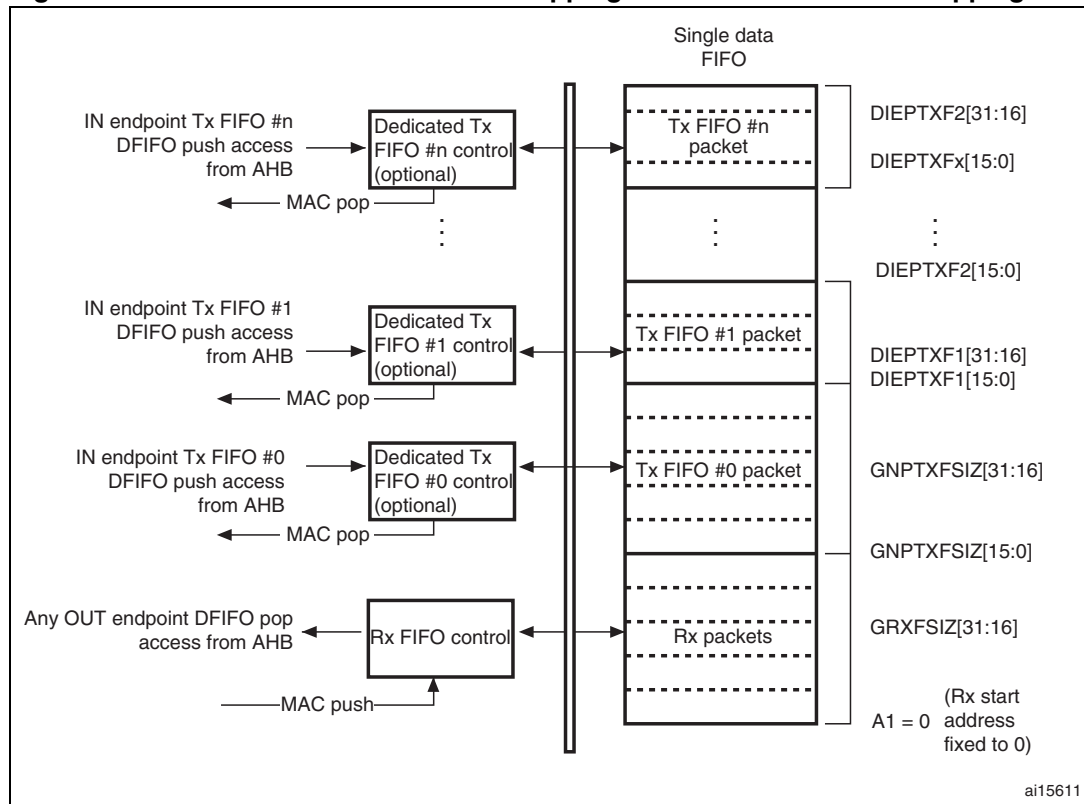 Single data
FIFO
IN endpoint Tx FIFO #n
DFIFO push access
from AHB
Dedicated Tx
FIFO #n control
(optional)
MAC pop
Tx FIFO #n
packet
DIEPTXF2[31:16]
DIEPTXFx[15:0]
DIEPTXF2[15:0]
IN endpoint Tx FIFO #1
DFIFO push access
from AHB
Dedicated Tx
FIFO #1 control
(optional)
MAC pop
Tx FIFO #1 packet
DIEPTXF1[31:16]
DIEPTXF1[15:0]
IN endpoint Tx FIFO #0
DFIFO push access
from AHB
Dedicated Tx
FIFO #0 control
(optional)
MAC pop
Tx FIFO #0 packet
GNPTXFSIZ[31:16]
GNPTXFSIZ[15:0]
Any OUT endpoint DFIFO pop
access from AHB
Rx FIFO control
MAC push
Rx packets
GRXFSIZ[31:16]
A1 = 0
(Rx start
address
fixed to 0)
ai15611